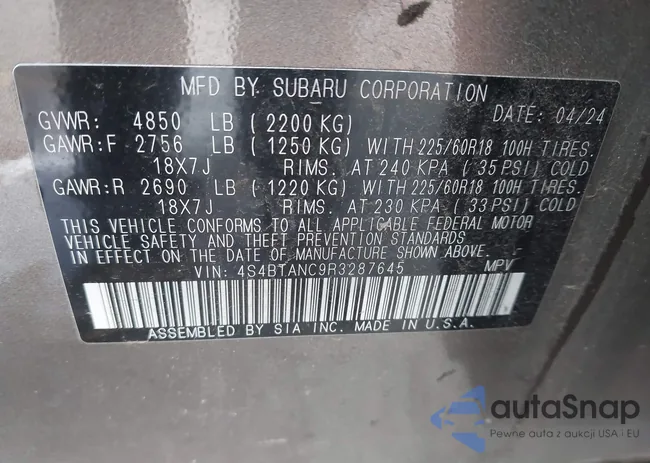 MFD BY SUBARU CORPORATION
DATE: 04/24
GVWR: 4850 LB (2200 KG)
GAWR:F 2756 LB (1250 KG) WITH 225/60R18 100H TIRES.
18X7J RIMS. AT 240 KPA (35 PSI) COLD
GAWR:R 2690 LB (1220 KG) WITH 225/60R18 100H TIRES.
18X7J RIMS. AT 230 KPA (33 PSI) COLD
THIS VEHICLE CONFORMS TO ALL APPLICABLE FEDERAL MOTOR
VEHICLE SAFETY AND THEFT PREVENTION STANDARDS
IN EFFECT ON THE DATE OF MANUFACTURE SHOWN ABOVE.
VIN: 4S4BTANC9R3287645 MPV
ASSEMBLED BY SIA INC. MADE IN U.S.A.
autaSnap
Pewne auta z aukcji USA · EU